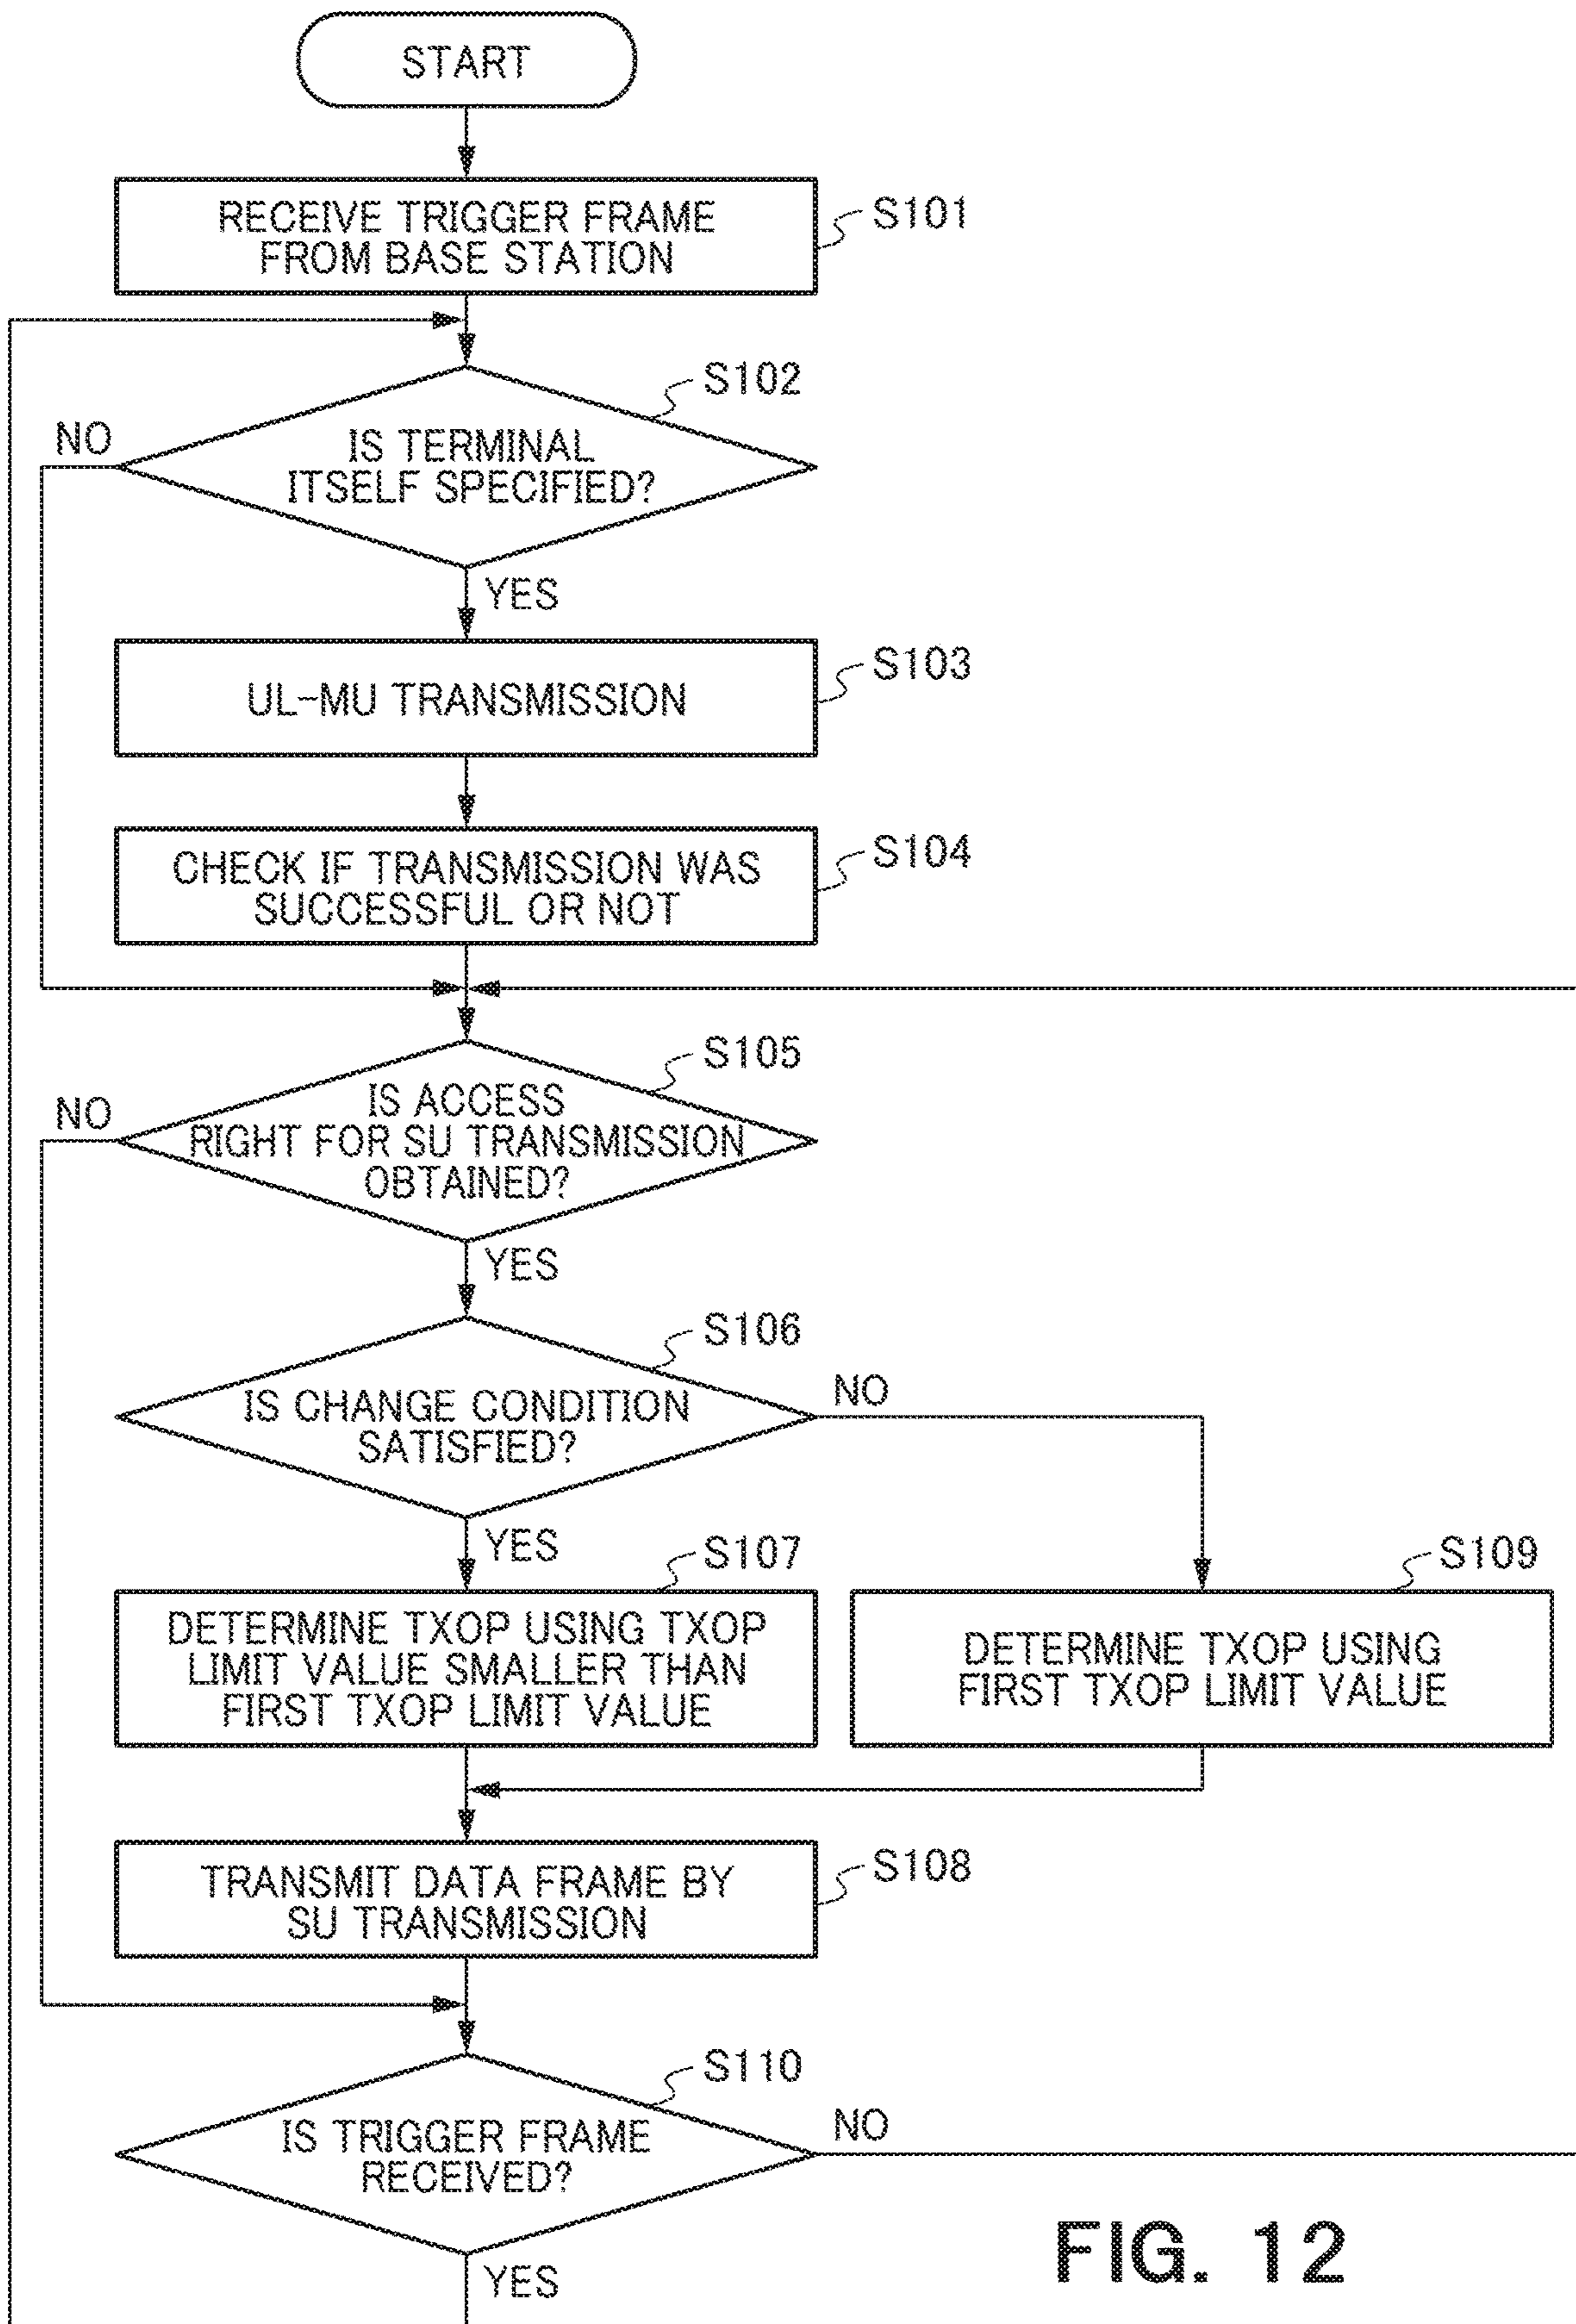 START
RECEIVE TRIGGER FRAME
FROM BASE STATION
S101
S102
NO
IS TERMINAL
ITSELF SPECIFIED?
YES
UL-MU TRANSMISSION
S103
CHECK IF TRANSMISSION WAS
SUCCESSFUL OR NOT
S104
S105
NO
IS ACCESS
RIGHT FOR SU TRANSMISSION
OBTAINED?
YES
S106
IS CHANGE CONDITION
SATISFIED?
NO
YES
S107
DETERMINE TXOP USING TXOP
LIMIT VALUE SMALLER THAN
FIRST TXOP LIMIT VALUE
S109
DETERMINE TXOP USING
FIRST TXOP LIMIT VALUE
TRANSMIT DATA FRAME BY
SU TRANSMISSION
S108
S110
IS TRIGGER FRAME
RECEIVED?
NO
YES
FIG. 12